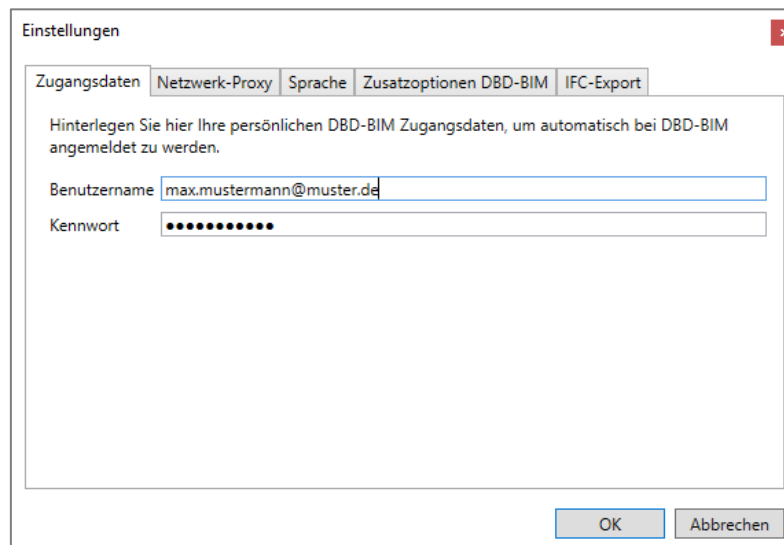 Einstellungen
Zugangsdaten Netzwerk-Proxy Sprache Zusatzoptionen DBD-BIM IFC-Export
Hinterlegen Sie hier Ihre persönlichen DBD-BIM Zugangsdaten, um automatisch bei DBD-BIM
angemeldet zu werden.
Benutzername max.mustermann@muster.de
Kennwort ●●●●●●●●●●●
OK Abbrechen